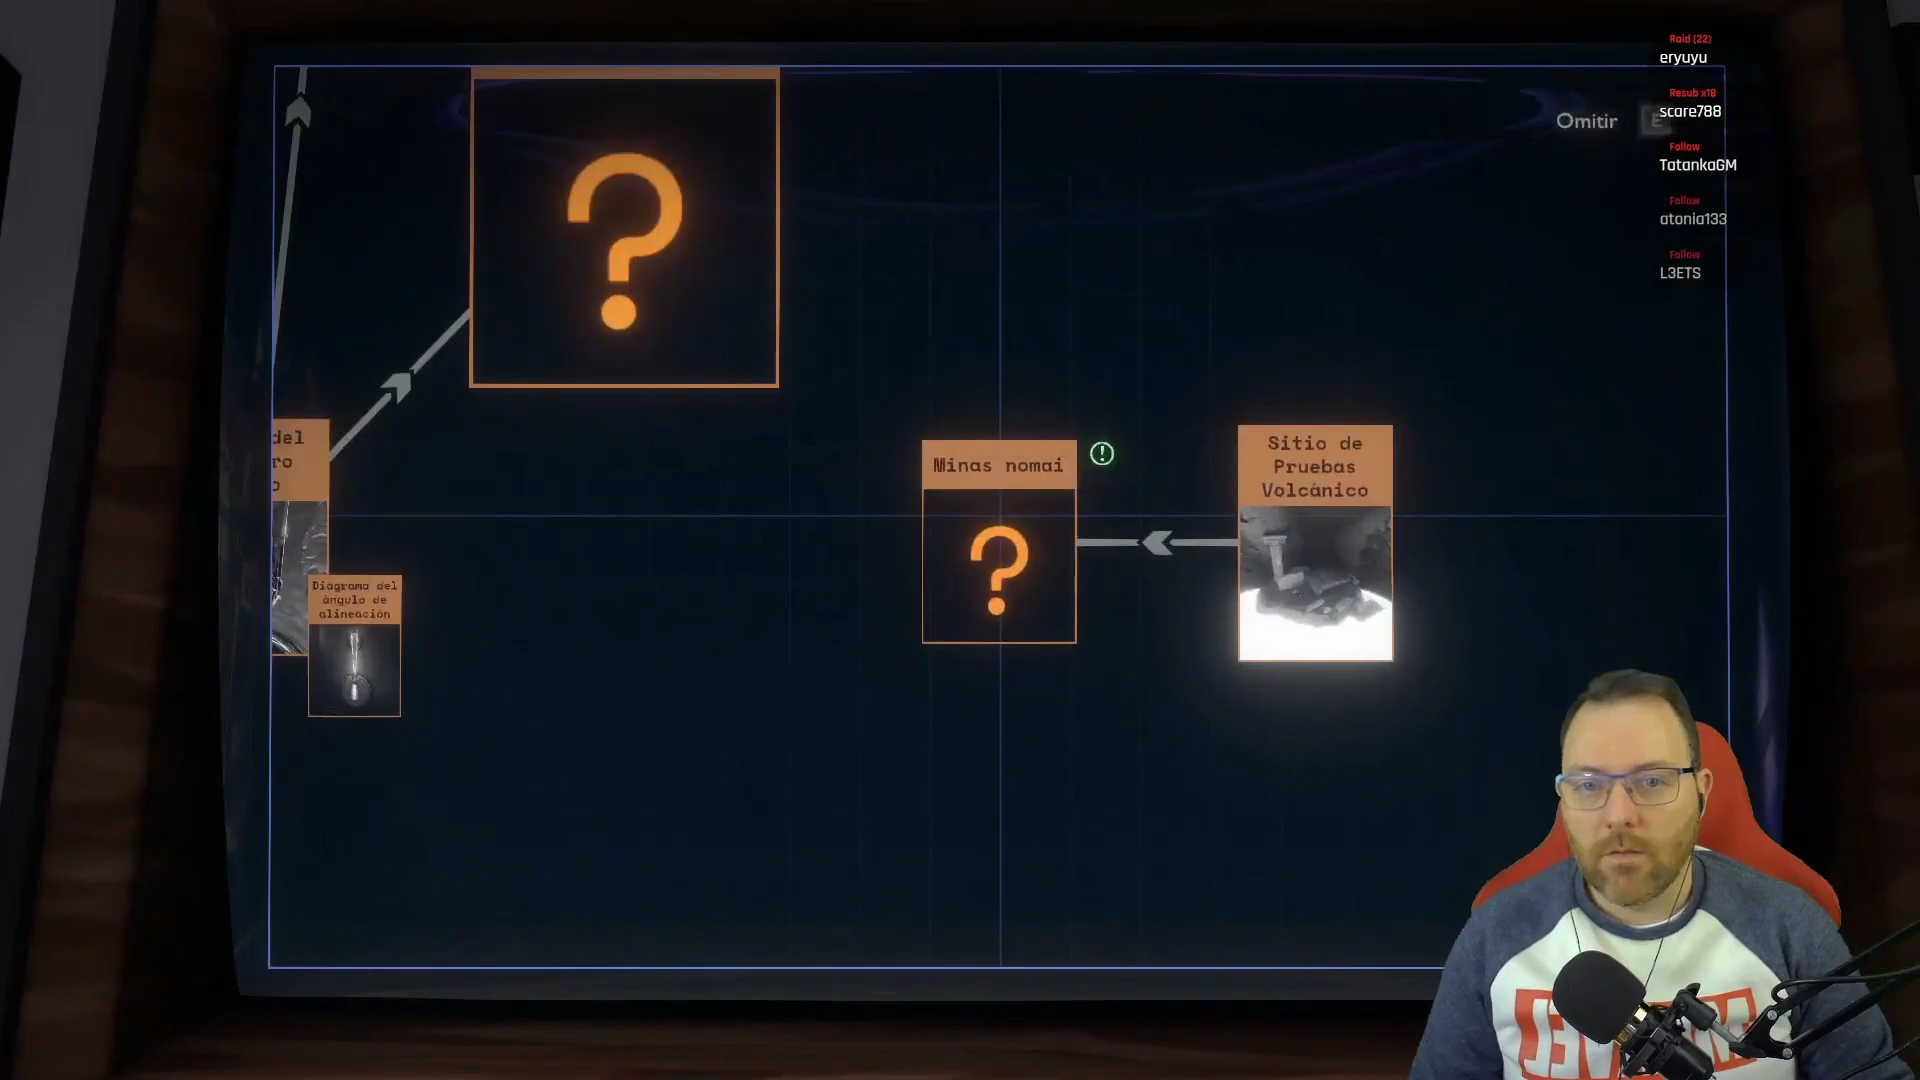 Raid (22)
eryuyu
Resub x18
scare788
Follow
TatankaGM
Follow
atonia133
Follow
L3ETS
Omitir E
del
ro
o
Diagrama del
ángulo de
alineación
Minas nomai
Sitio de
Pruebas
Volcánico